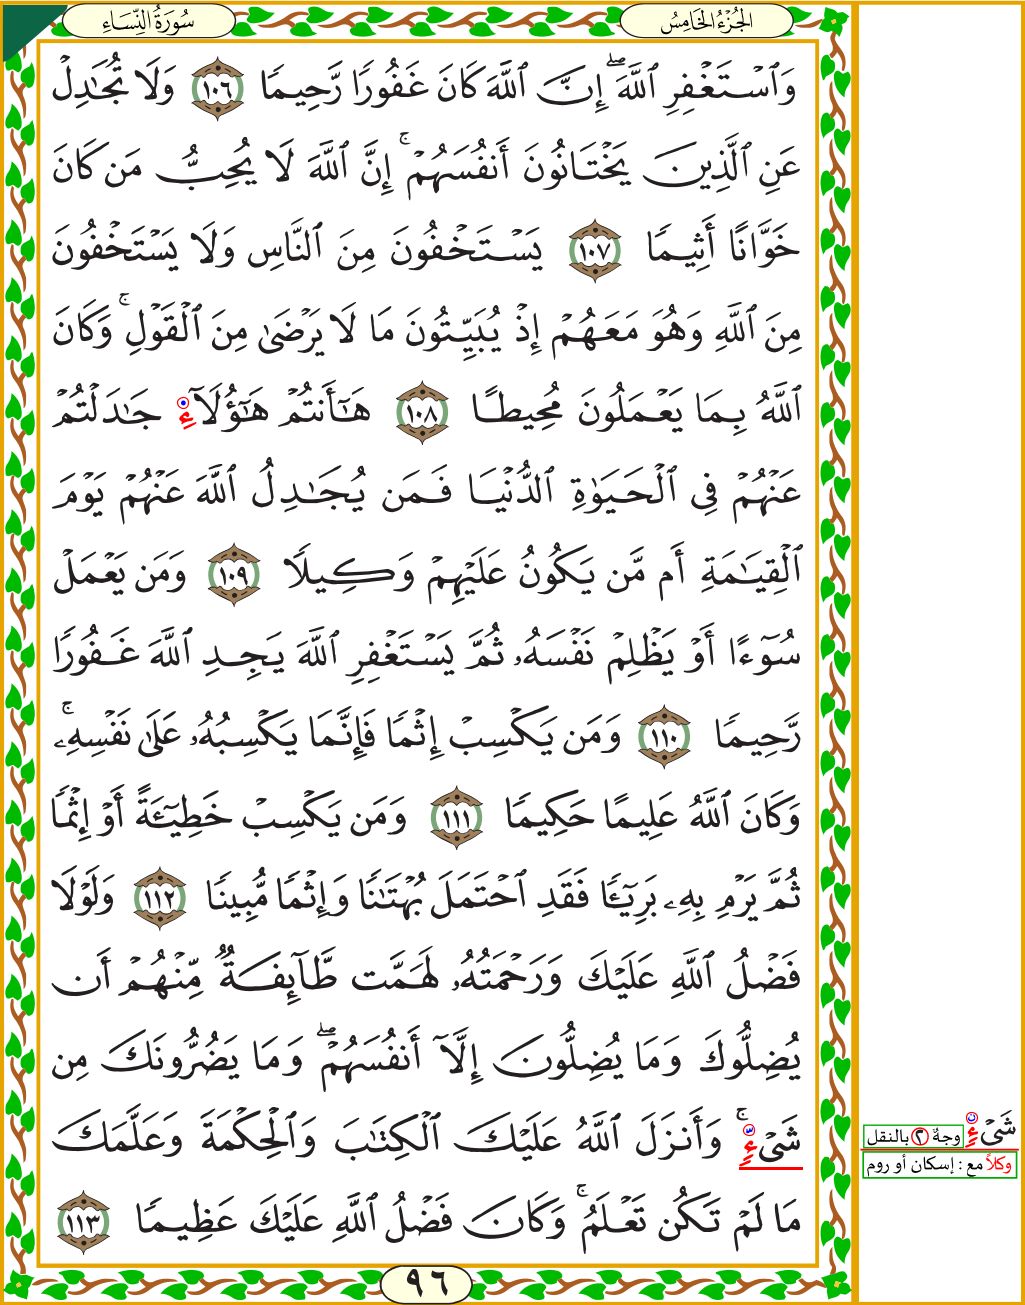 سُورَةُ النِّسَاءِ
الجُزْءُ الخَامِسُ
وَٱسْتَغْفِرِ ٱللَّهَ ۖ إِنَّ ٱللَّهَ كَانَ غَفُورًا رَّحِيمًا ١٠٦ وَلَا تُجَٰدِلْ
عَنِ ٱلَّذِينَ يَخْتَانُونَ أَنفُسَهُمْ ۚ إِنَّ ٱللَّهَ لَا يُحِبُّ مَن كَانَ
خَوَّانًا أَثِيمًا ١٠٧ يَسْتَخْفُونَ مِنَ ٱلنَّاسِ وَلَا يَسْتَخْفُونَ
مِنَ ٱللَّهِ وَهُوَ مَعَهُمْ إِذْ يُبَيِّتُونَ مَا لَا يَرْضَىٰ مِنَ ٱلْقَوْلِ ۚ وَكَانَ
ٱللَّهُ بِمَا يَعْمَلُونَ مُحِيطًا ١٠٨ هَٰٓأَنتُمْ هَٰٓؤُلَآءِ جَٰدَلْتُمْ
عَنْهُمْ فِى ٱلْحَيَوٰةِ ٱلدُّنْيَا فَمَن يُجَٰدِلُ ٱللَّهَ عَنْهُمْ يَوْمَ
ٱلْقِيَٰمَةِ أَم مَّن يَكُونُ عَلَيْهِمْ وَكِيلًا ١٠٩ وَمَن يَعْمَلْ
سُوٓءًا أَوْ يَظْلِمْ نَفْسَهُۥ ثُمَّ يَسْتَغْفِرِ ٱللَّهَ يَجِدِ ٱللَّهَ غَفُورًا
رَّحِيمًا ١١٠ وَمَن يَكْسِبْ إِثْمًا فَإِنَّمَا يَكْسِبُهُۥ عَلَىٰ نَفْسِهِۦ ۚ
وَكَانَ ٱللَّهُ عَلِيمًا حَكِيمًا ١١١ وَمَن يَكْسِبْ خَطِيٓـَٔةً أَوْ إِثْمًا
ثُمَّ يَرْمِ بِهِۦ بَرِيٓـًٔا فَقَدِ ٱحْتَمَلَ بُهْتَٰنًا وَإِثْمًا مُّبِينًا ١١٢ وَلَوْلَا
فَضْلُ ٱللَّهِ عَلَيْكَ وَرَحْمَتُهُۥ لَهَمَّت طَّآئِفَةٌ مِّنْهُمْ أَن
يُضِلُّوكَ وَمَا يُضِلُّونَ إِلَّآ أَنفُسَهُمْ ۖ وَمَا يَضُرُّونَكَ مِن
شَىْءٍ ۚ وَأَنزَلَ ٱللَّهُ عَلَيْكَ ٱلْكِتَٰبَ وَٱلْحِكْمَةَ وَعَلَّمَكَ
مَا لَمْ تَكُن تَعْلَمُ ۚ وَكَانَ فَضْلُ ٱللَّهِ عَلَيْكَ عَظِيمًا ١١٣
شَىْءٍ وجهٌ ٢ بالنقل
وكلاً مع : إسكان أو روم
٩٦